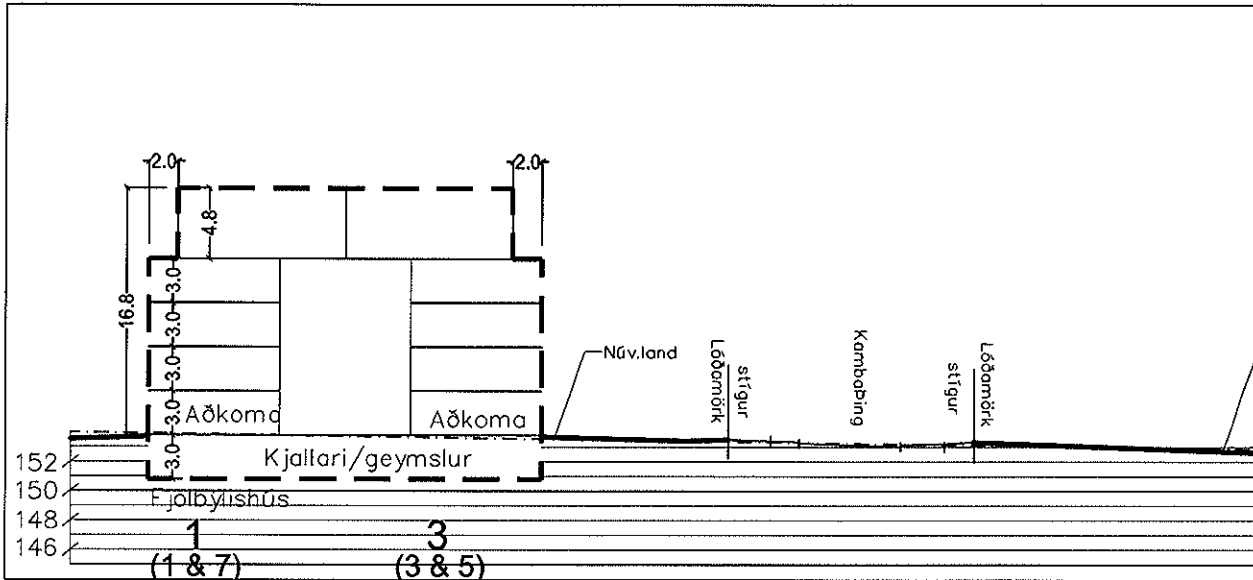 2.0
2.0
4.8
16.8
3.0
3.0
3.0
3.0
3.0
Núv.land
Lóðamörk
stígur
Kambaþing
stígur
Lóðamörk
Aðkoma
Aðkoma
Kjallari/geymslur
152
150
148
146
Fjölbýlishús
1
(1 & 7)
3
(3 & 5)